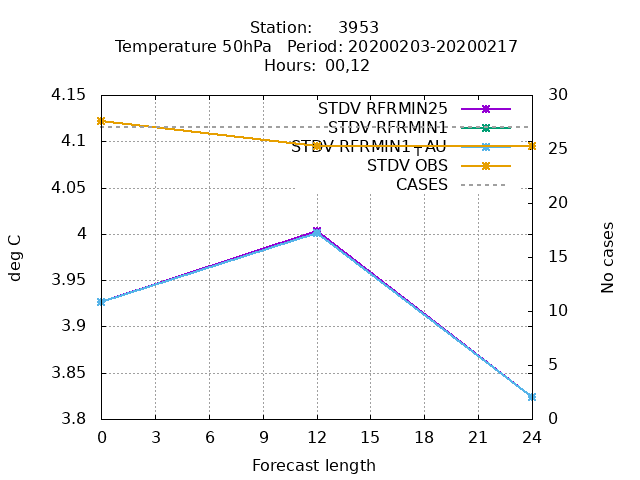 Station: 3953
Temperature 50hPa Period: 20200203-20200217
Hours: 00,12
4.15
4.1
4.05
4
3.95
3.9
3.85
3.8
deg C
30
25
20
15
10
5
0
No cases
STDV RFRMIN25
STDV RFRMIN1
STDV RFRMIN1_AU
STDV OBS
CASES
0 3 6 9 12 15 18 21 24
Forecast length